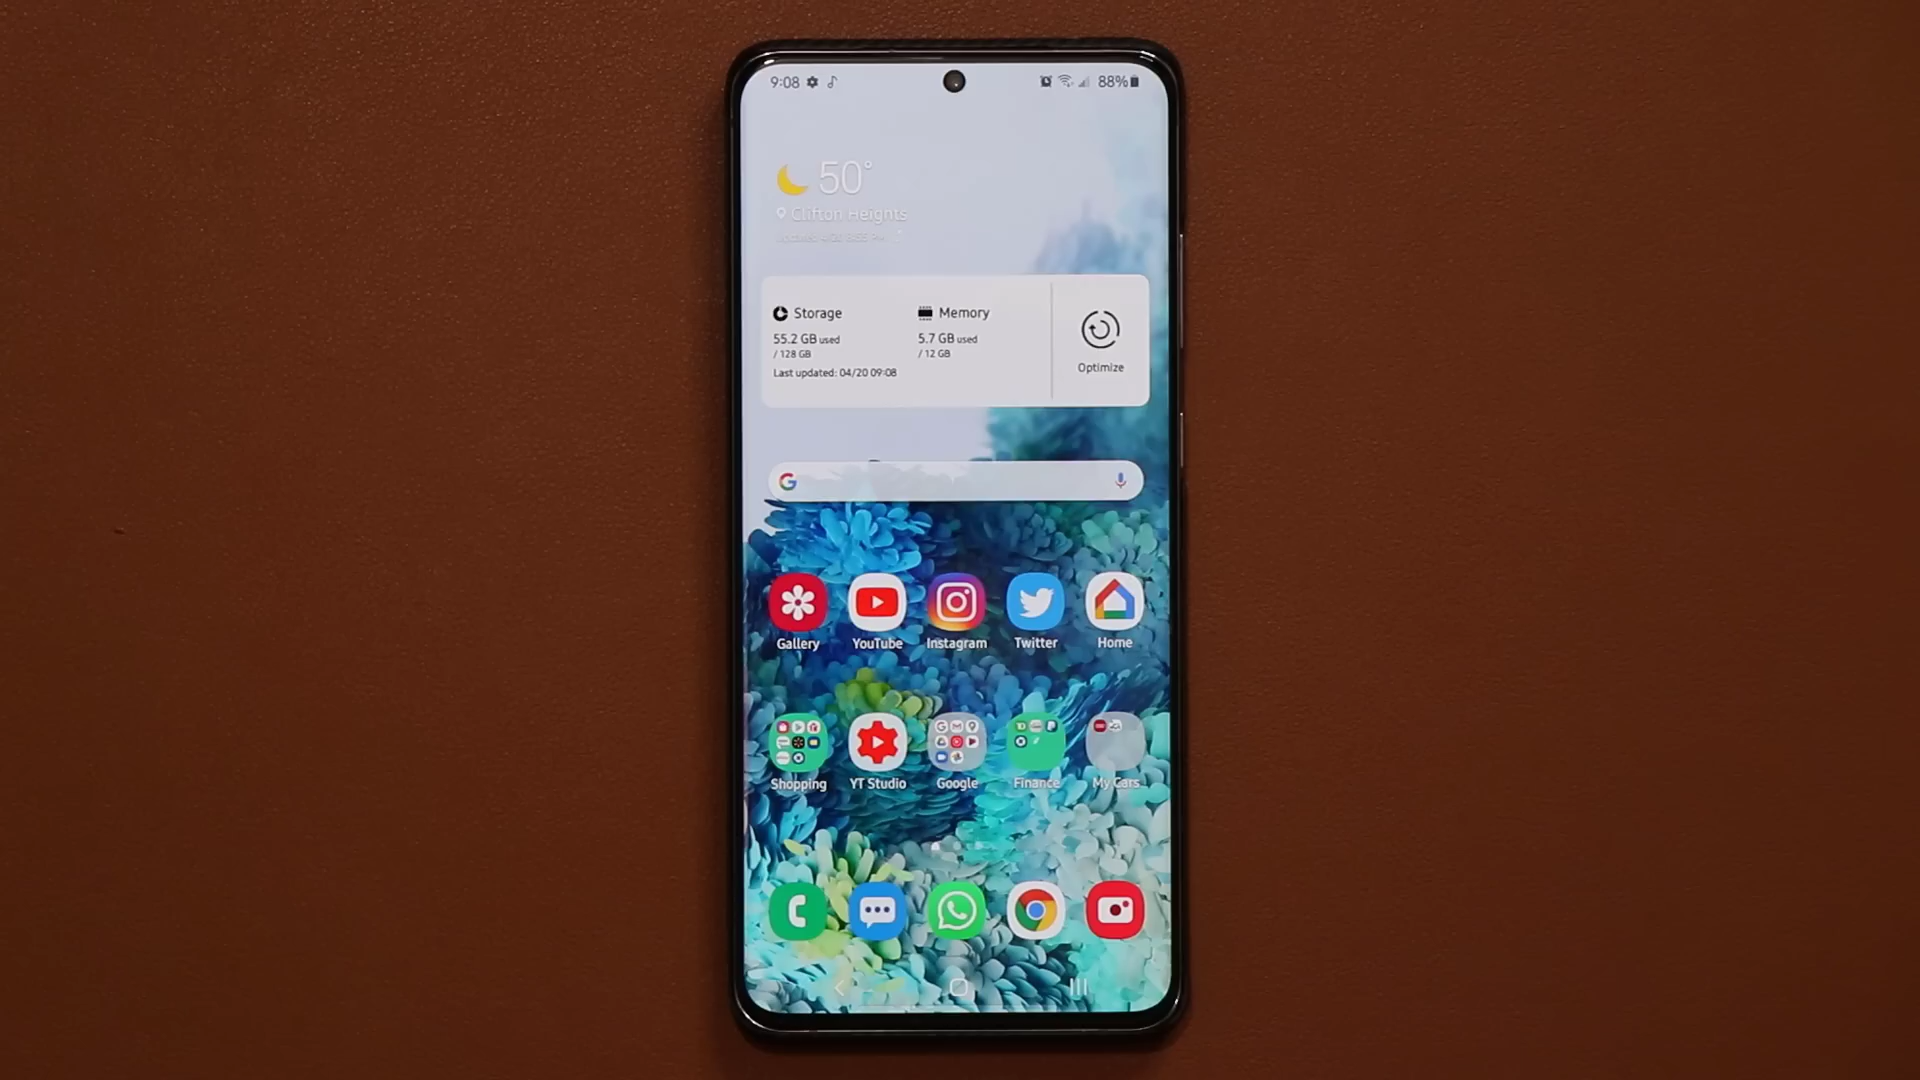 9:08 88%
50°
Clifton Heights
Storage
Memory
55.2 GB used
/ 128 GB
5.7 GB used
/ 12 GB
Last updated: 04/20 09:08
Optimize
Gallery YouTube Instagram Twitter Home
Shopping YT Studio Google Finance My Cars